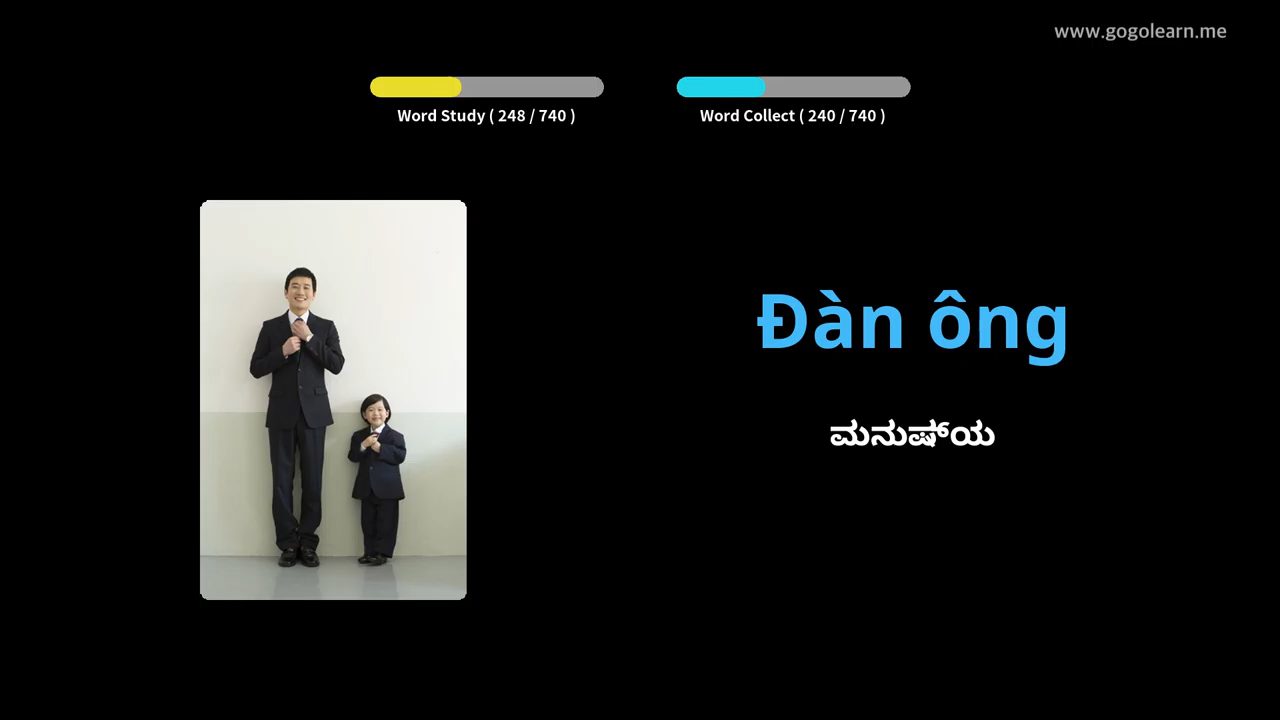 www.gogolearn.me
Word Study ( 248 / 740 )
Word Collect ( 240 / 740 )
Đàn ông
ಮನುಷ್ಯ